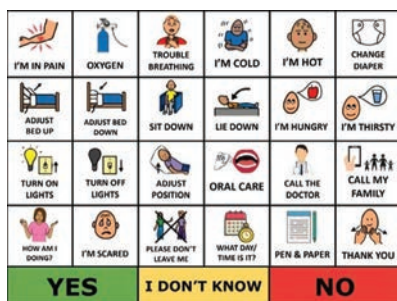 I'M IN PAIN
OXYGEN
TROUBLE
BREATHING
I'M COLD
I'M HOT
CHANGE
DIAPER
ADJUST
BED UP
ADJUST BED
DOWN
SIT DOWN
LIE DOWN
I'M HUNGRY
I'M THIRSTY
TURN ON
LIGHTS
TURN OFF
LIGHTS
ADJUST
POSITION
ORAL CARE
CALL THE
DOCTOR
CALL MY
FAMILY
HOW AM I
DOING?
I'M SCARED
PLEASE DON'T
LEAVE ME
WHAT DAY/
TIME IS IT?
PEN & PAPER
THANK YOU
YES
I DON'T KNOW
NO